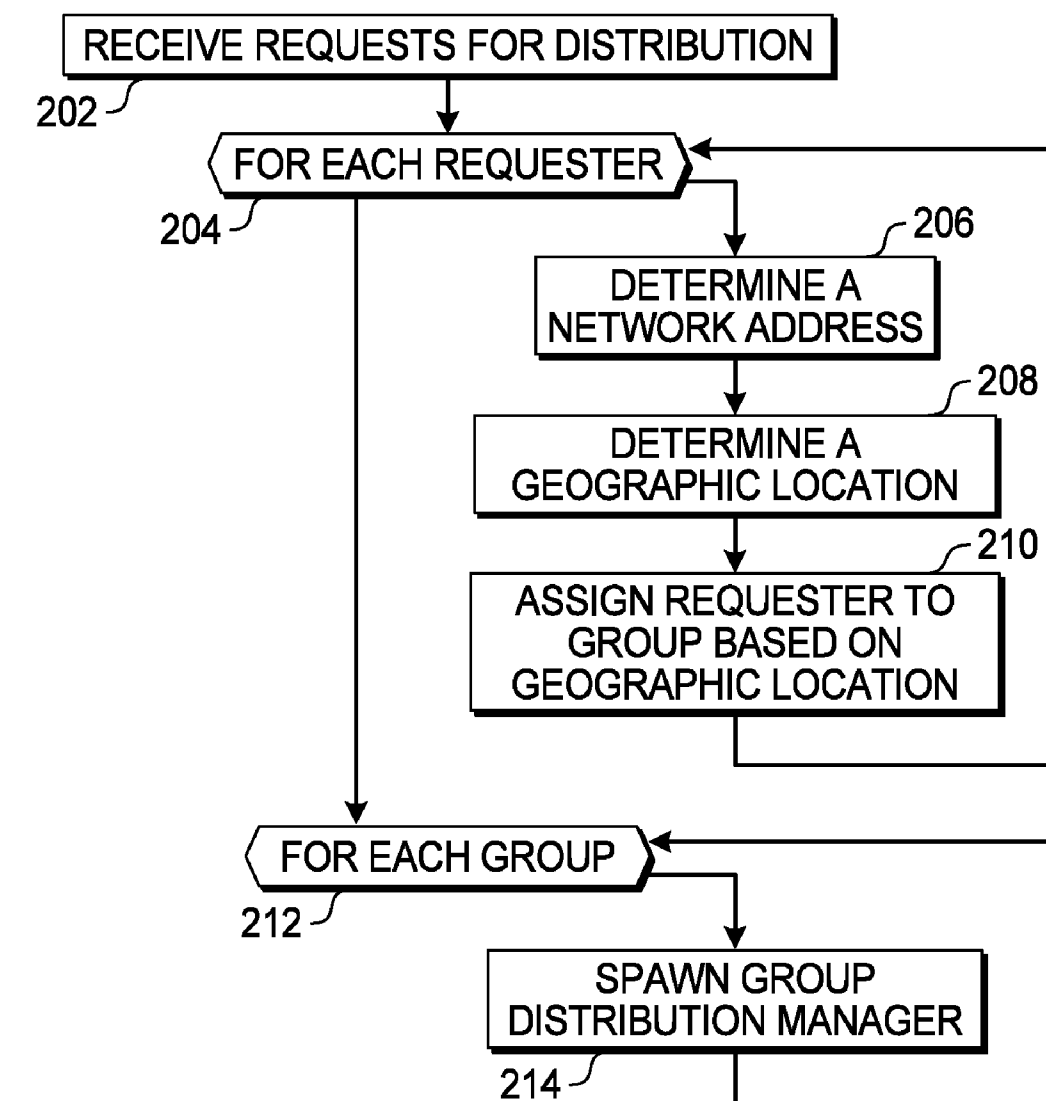 RECEIVE REQUESTS FOR DISTRIBUTION
202
FOR EACH REQUESTER
204
206
DETERMINE A
NETWORK ADDRESS
208
DETERMINE A
GEOGRAPHIC LOCATION
210
ASSIGN REQUESTER TO
GROUP BASED ON
GEOGRAPHIC LOCATION
FOR EACH GROUP
212
SPAWN GROUP
DISTRIBUTION MANAGER
214